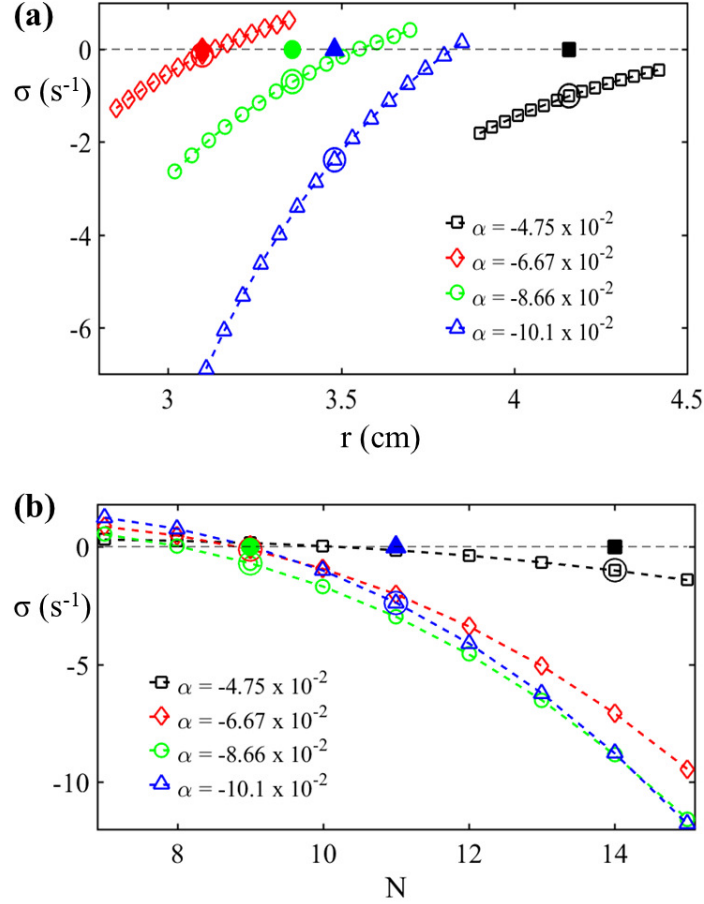 (a)
0
-2
-4
-6
σ (s⁻¹)
α = -4.75 x 10⁻²
α = -6.67 x 10⁻²
α = -8.66 x 10⁻²
α = -10.1 x 10⁻²
3 3.5 4 4.5
r (cm)
(b)
0
-5
-10
σ (s⁻¹)
α = -4.75 x 10⁻²
α = -6.67 x 10⁻²
α = -8.66 x 10⁻²
α = -10.1 x 10⁻²
8 10 12 14
N